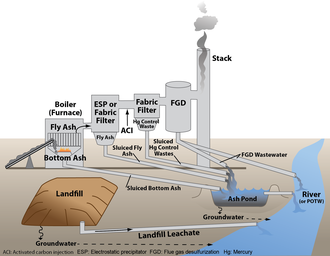 Stack
ESP or
Fabric
Filter
Fabric
Filter
FGD
Boiler
(Furnace)
Hg Control
Waste
Fly Ash
Fly Ash
ACI
Bottom Ash
Sluiced Fly
Ash
Sluiced
Hg Control
Wastes
FGD Wastewater
Sluiced Bottom Ash
Ash Pond
River
(or POTW)
Landfill
Groundwater
Landfill Leachate
Groundwater
ACI: Activated carbon injection ESP: Electrostatic precipitator FGD: Flue gas desulfurization Hg: Mercury